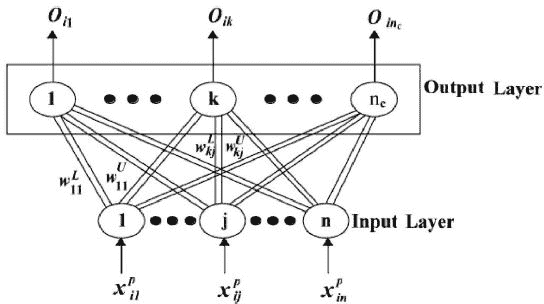 O_{i1} O_{ik} O_{in_c}
1 k n_c Output Layer
w^L_{11} w^U_{11} w^L_{kj} w^U_{kj}
1 j n Input Layer
x^p_{i1} x^p_{ij} x^p_{in}